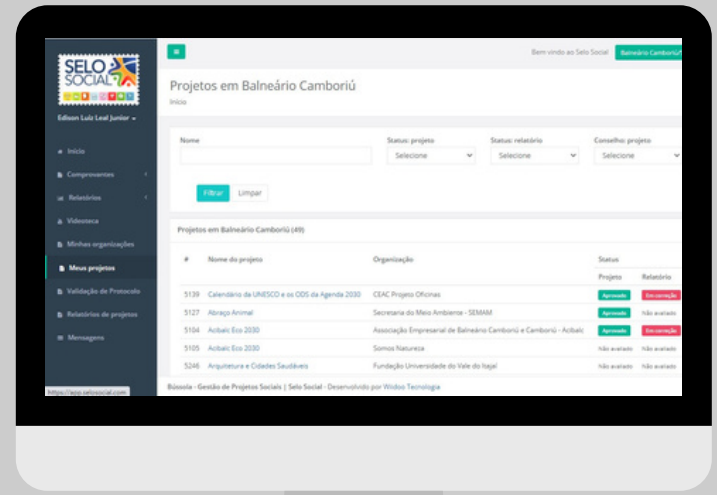 SELO
SOCIAL
Edison Luiz Leal Junior
Início
Comprovantes
Relatórios
Videoteca
Minhas organizações
Meus projetos
Validação de Protocolo
Relatórios de projetos
Mensagens
https://app.selosocial.com
Bem vindo ao Selo Social
Balneário Camboriú/
Projetos em Balneário Camboriú
Início
Nome Status: projeto Status: relatório Conselho: projeto
Selecione Selecione Selecione
Filtrar Limpar
Projetos em Balneário Camboriú (49)
# Nome do projeto Organização Status
Projeto Relatório
5139 Calendário da UNESCO e os ODS da Agenda 2030 CEAC Projeto Oficinas Aprovado Em correção
5127 Abraço Animal Secretaria do Meio Ambiente - SEMAM Aprovado Não avaliado
5104 Acibalc Eco 2030 Associação Empresarial de Balneário Camboriú e Camboriú - Acibalc Aprovado Em correção
5105 Acibalc Eco 2030 Somos Natureza Não avaliado Não avaliado
5246 Arquitetura e Cidades Saudáveis Fundação Universidade do Vale do Itajaí Não avaliado Não avaliado
Bússola - Gestão de Projetos Sociais | Selo Social - Desenvolvido por Wildoo Tecnologia